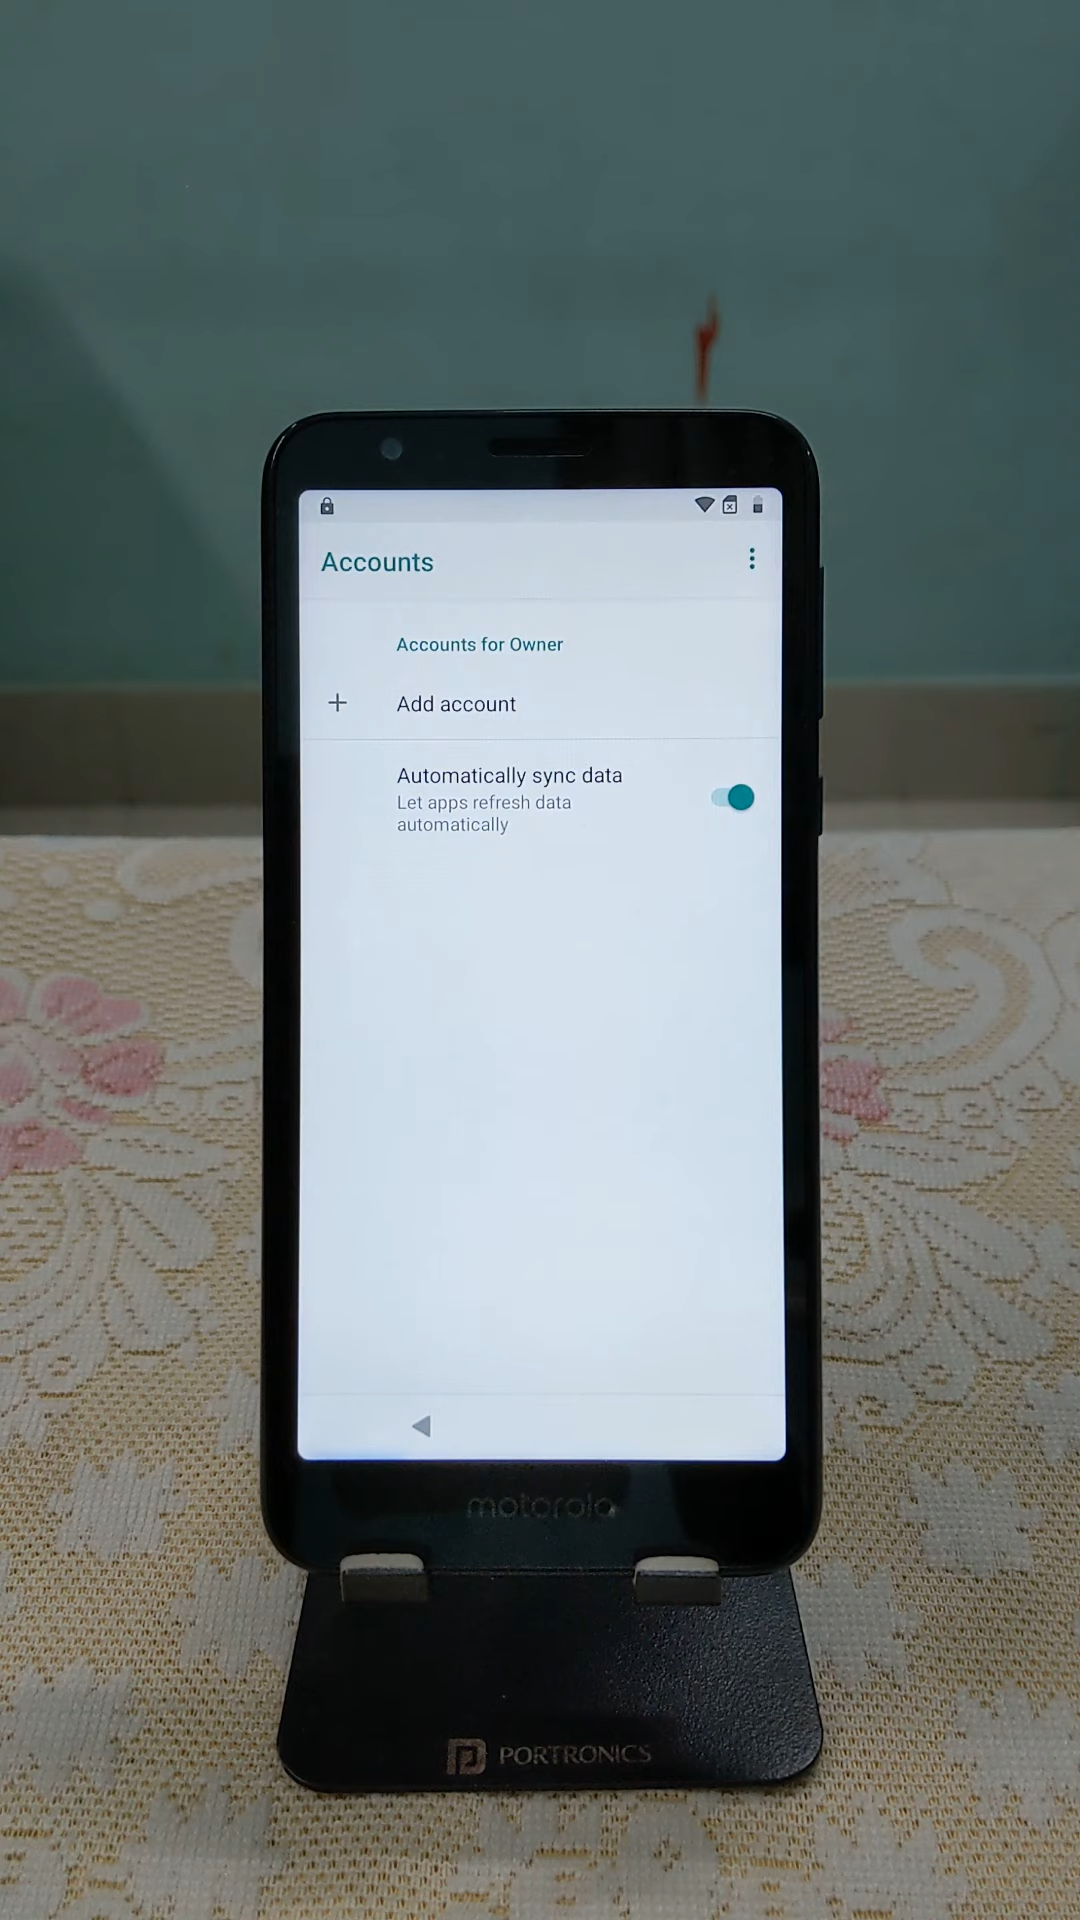 Accounts
Accounts for Owner
Add account
Automatically sync data
Let apps refresh data
automatically
motorola
PORTRONICS